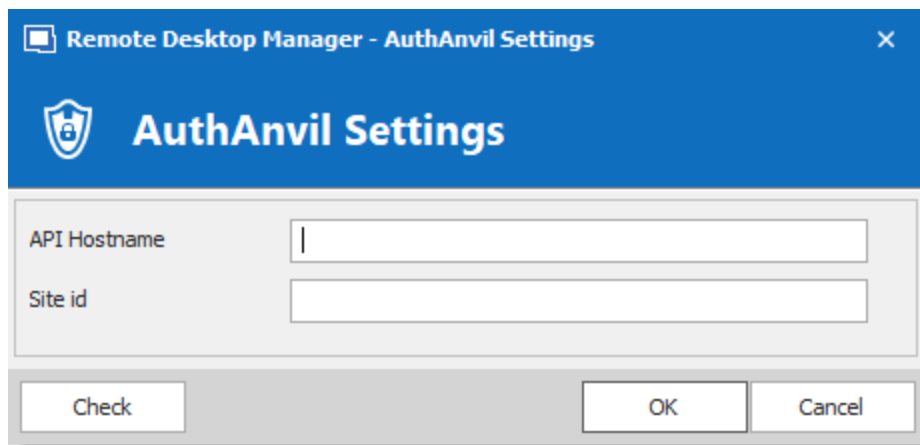 Remote Desktop Manager - AuthAnvil Settings
AuthAnvil Settings
API Hostname
Site id
Check OK Cancel